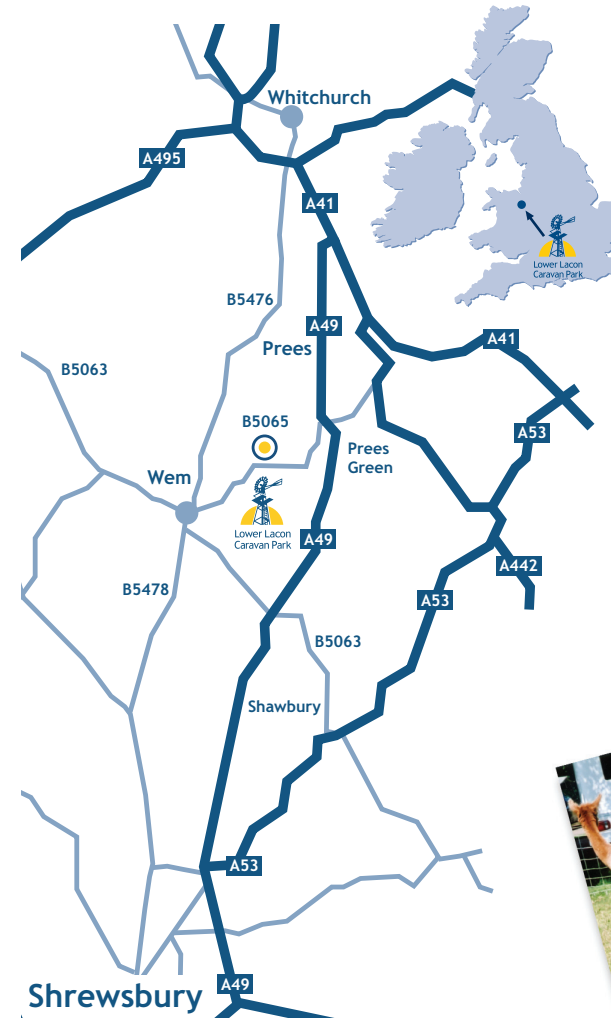 Whitchurch
A495
A41
Lower Lacon
Caravan Park
B5476
A49
A41
Prees
B5063
B5065
A53
Prees
Green
Wem
Lower Lacon
Caravan Park
A49
A442
B5478
A53
B5063
Shawbury
A53
A49
Shrewsbury